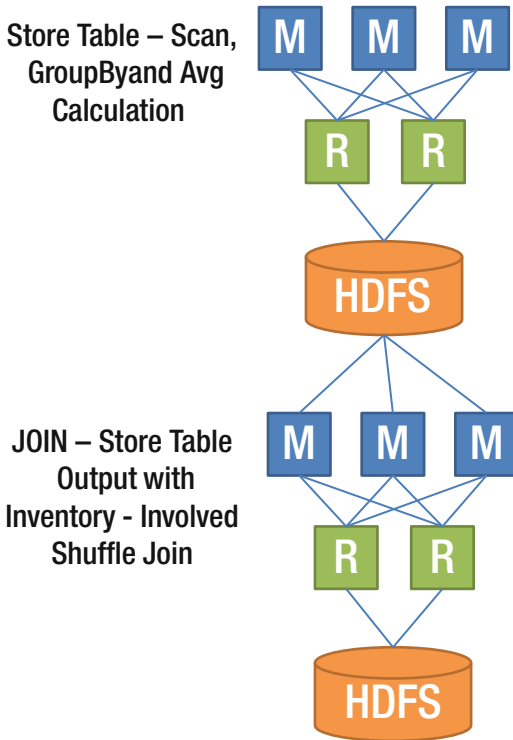 Store Table – Scan,
GroupByand Avg
Calculation
M M M
R R
HDFS
JOIN – Store Table
Output with
Inventory - Involved
Shuffle Join
M M M
R R
HDFS